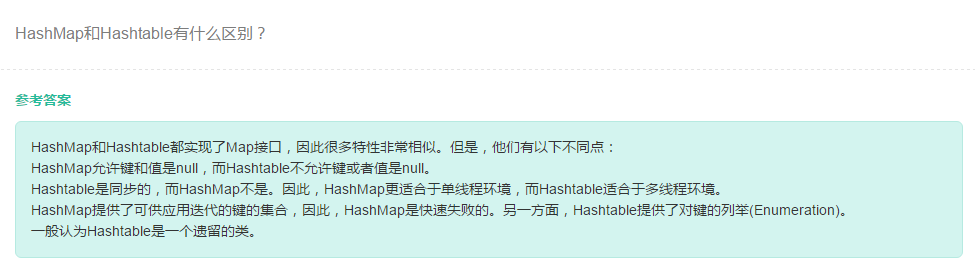 HashMap和Hashtable有什么区别？
参考答案
HashMap和Hashtable都实现了Map接口，因此很多特性非常相似。但是，他们有以下不同点：
HashMap允许键和值是null，而Hashtable不允许键或者值是null。
Hashtable是同步的，而HashMap不是。因此，HashMap更适合于单线程环境，而Hashtable适合于多线程环境。
HashMap提供了可供应用迭代的键的集合，因此，HashMap是快速失败的。另一方面，Hashtable提供了对键的列举(Enumeration)。
一般认为Hashtable是一个遗留的类。